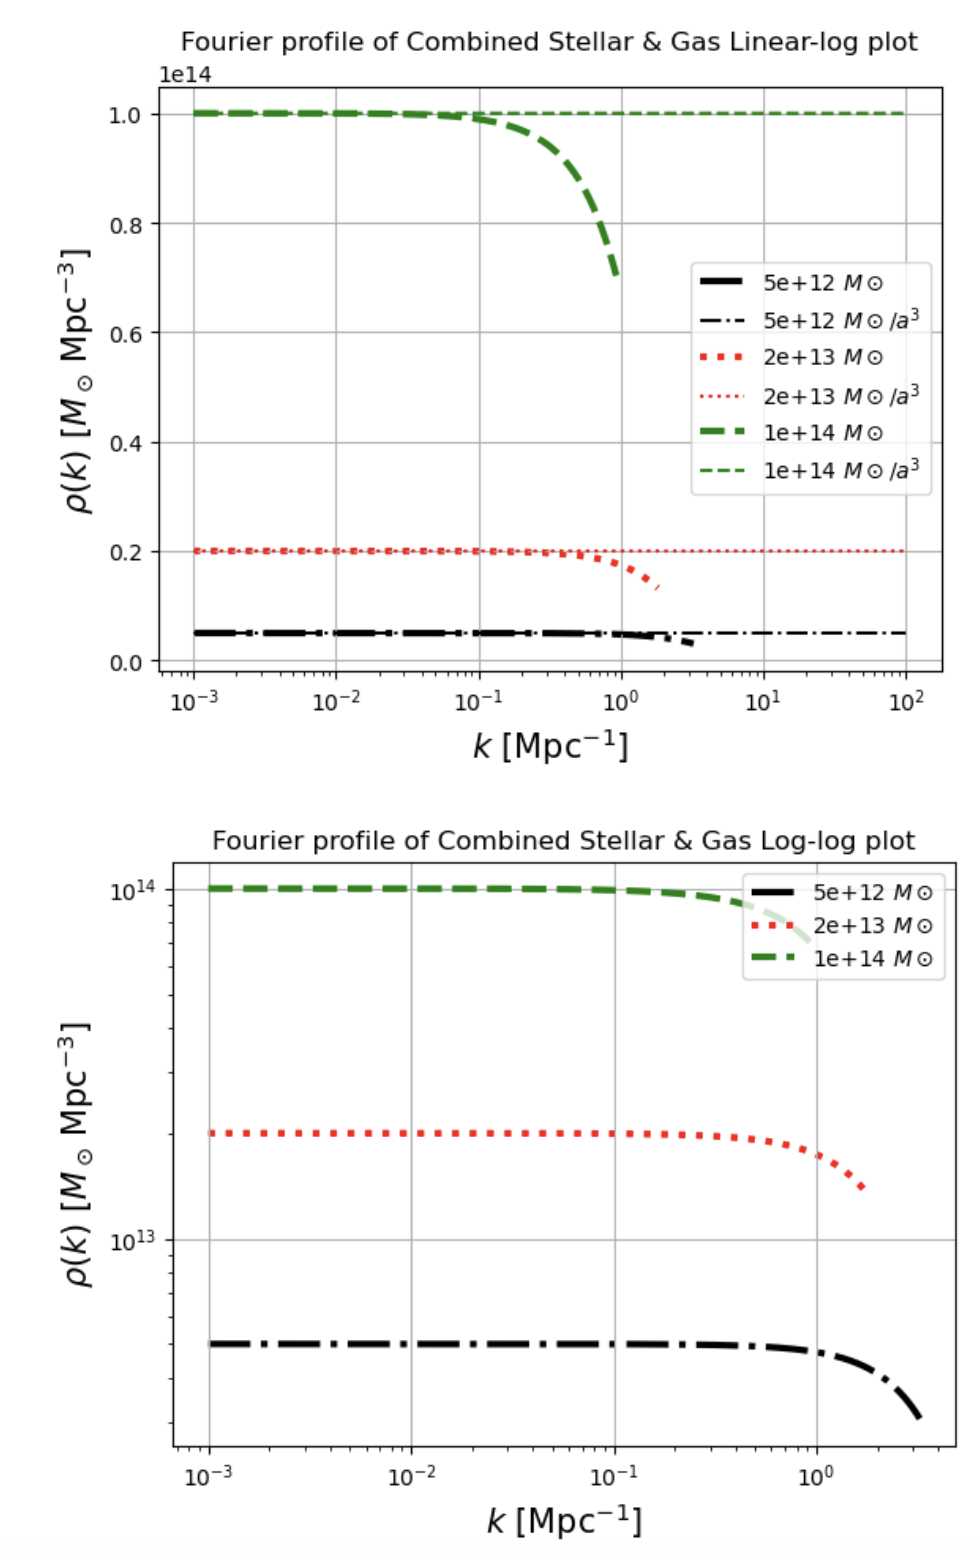 Fourier profile of Combined Stellar & Gas Linear-log plot
1e14
1.0
0.8
0.6
0.4
0.2
0.0
ρ(k) [M⊙ Mpc⁻³]
5e+12 M⊙
5e+12 M⊙/a³
2e+13 M⊙
2e+13 M⊙/a³
1e+14 M⊙
1e+14 M⊙/a³
10⁻³ 10⁻² 10⁻¹ 10⁰ 10¹ 10²
k [Mpc⁻¹]
Fourier profile of Combined Stellar & Gas Log-log plot
10¹⁴
10¹³
ρ(k) [M⊙ Mpc⁻³]
5e+12 M⊙
2e+13 M⊙
1e+14 M⊙
10⁻³ 10⁻² 10⁻¹ 10⁰
k [Mpc⁻¹]